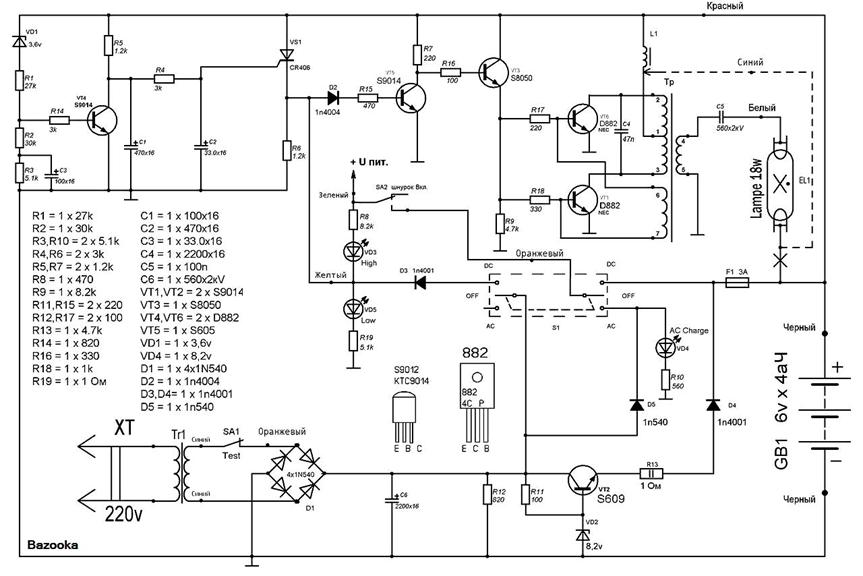 Красный
VD1
3,6v
R1
27k
R2
30k
R3
5.1k
C3
100x16
R14
3k
VT4
S9014
R5
1.2k
C1
470x16
R4
3k
C2
33.0x16
VS1
CR406
R6
1.2k
D2
1n4004
R15
470
VT5
S9014
R7
220
R16
100
VT3
S8050
R17
220
VT6
D882
NEC
C4
47n
R18
330
VT1
D882
NEC
R9
4.7k
L1
Синий
Тр
2
1
3
6
7
4
5
C5
560x2кV
Белый
Lampe 18w
EL1
+ U пит.
Зеленый
SA2 шнурок Вкл.
R8
8.2k
VD3
High
Желтый
VD5
Low
R19
5.1k
D3 1n4001
Оранжевый
DC
DC
OFF
OFF
AC
AC
S1
F1 3A
AC Charge
VD4
R10
560
D5
1n540
D4
1n4001
Черный
+
GB1 6v x 4aЧ
−
Черный
R1 = 1 x 27k
R2 = 1 x 30k
R3,R10 = 2 x 5.1k
R4,R6 = 2 x 3k
R5,R7 = 2 x 1.2k
R8 = 1 x 470
R9 = 1 x 8.2k
R11,R15 = 2 x 220
R12,R17 = 2 x 100
R13 = 1 x 4.7k
R14 = 1 x 820
R16 = 1 x 330
R18 = 1 x 1k
R19 = 1 x 1 Ом
C1 = 1 x 100x16
C2 = 1 x 470x16
C3 = 1 x 33.0x16
C4 = 1 x 2200x16
C5 = 1 x 100n
C6 = 1 x 560x2кV
VT1,VT2 = 2 x S9014
VT3 = 1 x S8050
VT4,VT6 = 2 x D882
VT5 = 1 x S605
VD1 = 1 x 3,6v
VD4 = 1 x 8,2v
D1 = 1 x 4x1N540
D2 = 1 x 1n4004
D3,D4= 1 x 1n4001
D5 = 1 x 1n540
S9012
KTC9014
E B C
882
882
4C P
E C B
XT
220v
Tr1
Синий
Синий
SA1
Test
Оранжевый
4x1N540
D1
C6
2200x16
R12
820
R11
100
VT2
S609
VD2
8,2v
R13
1 Ом
Bazooka